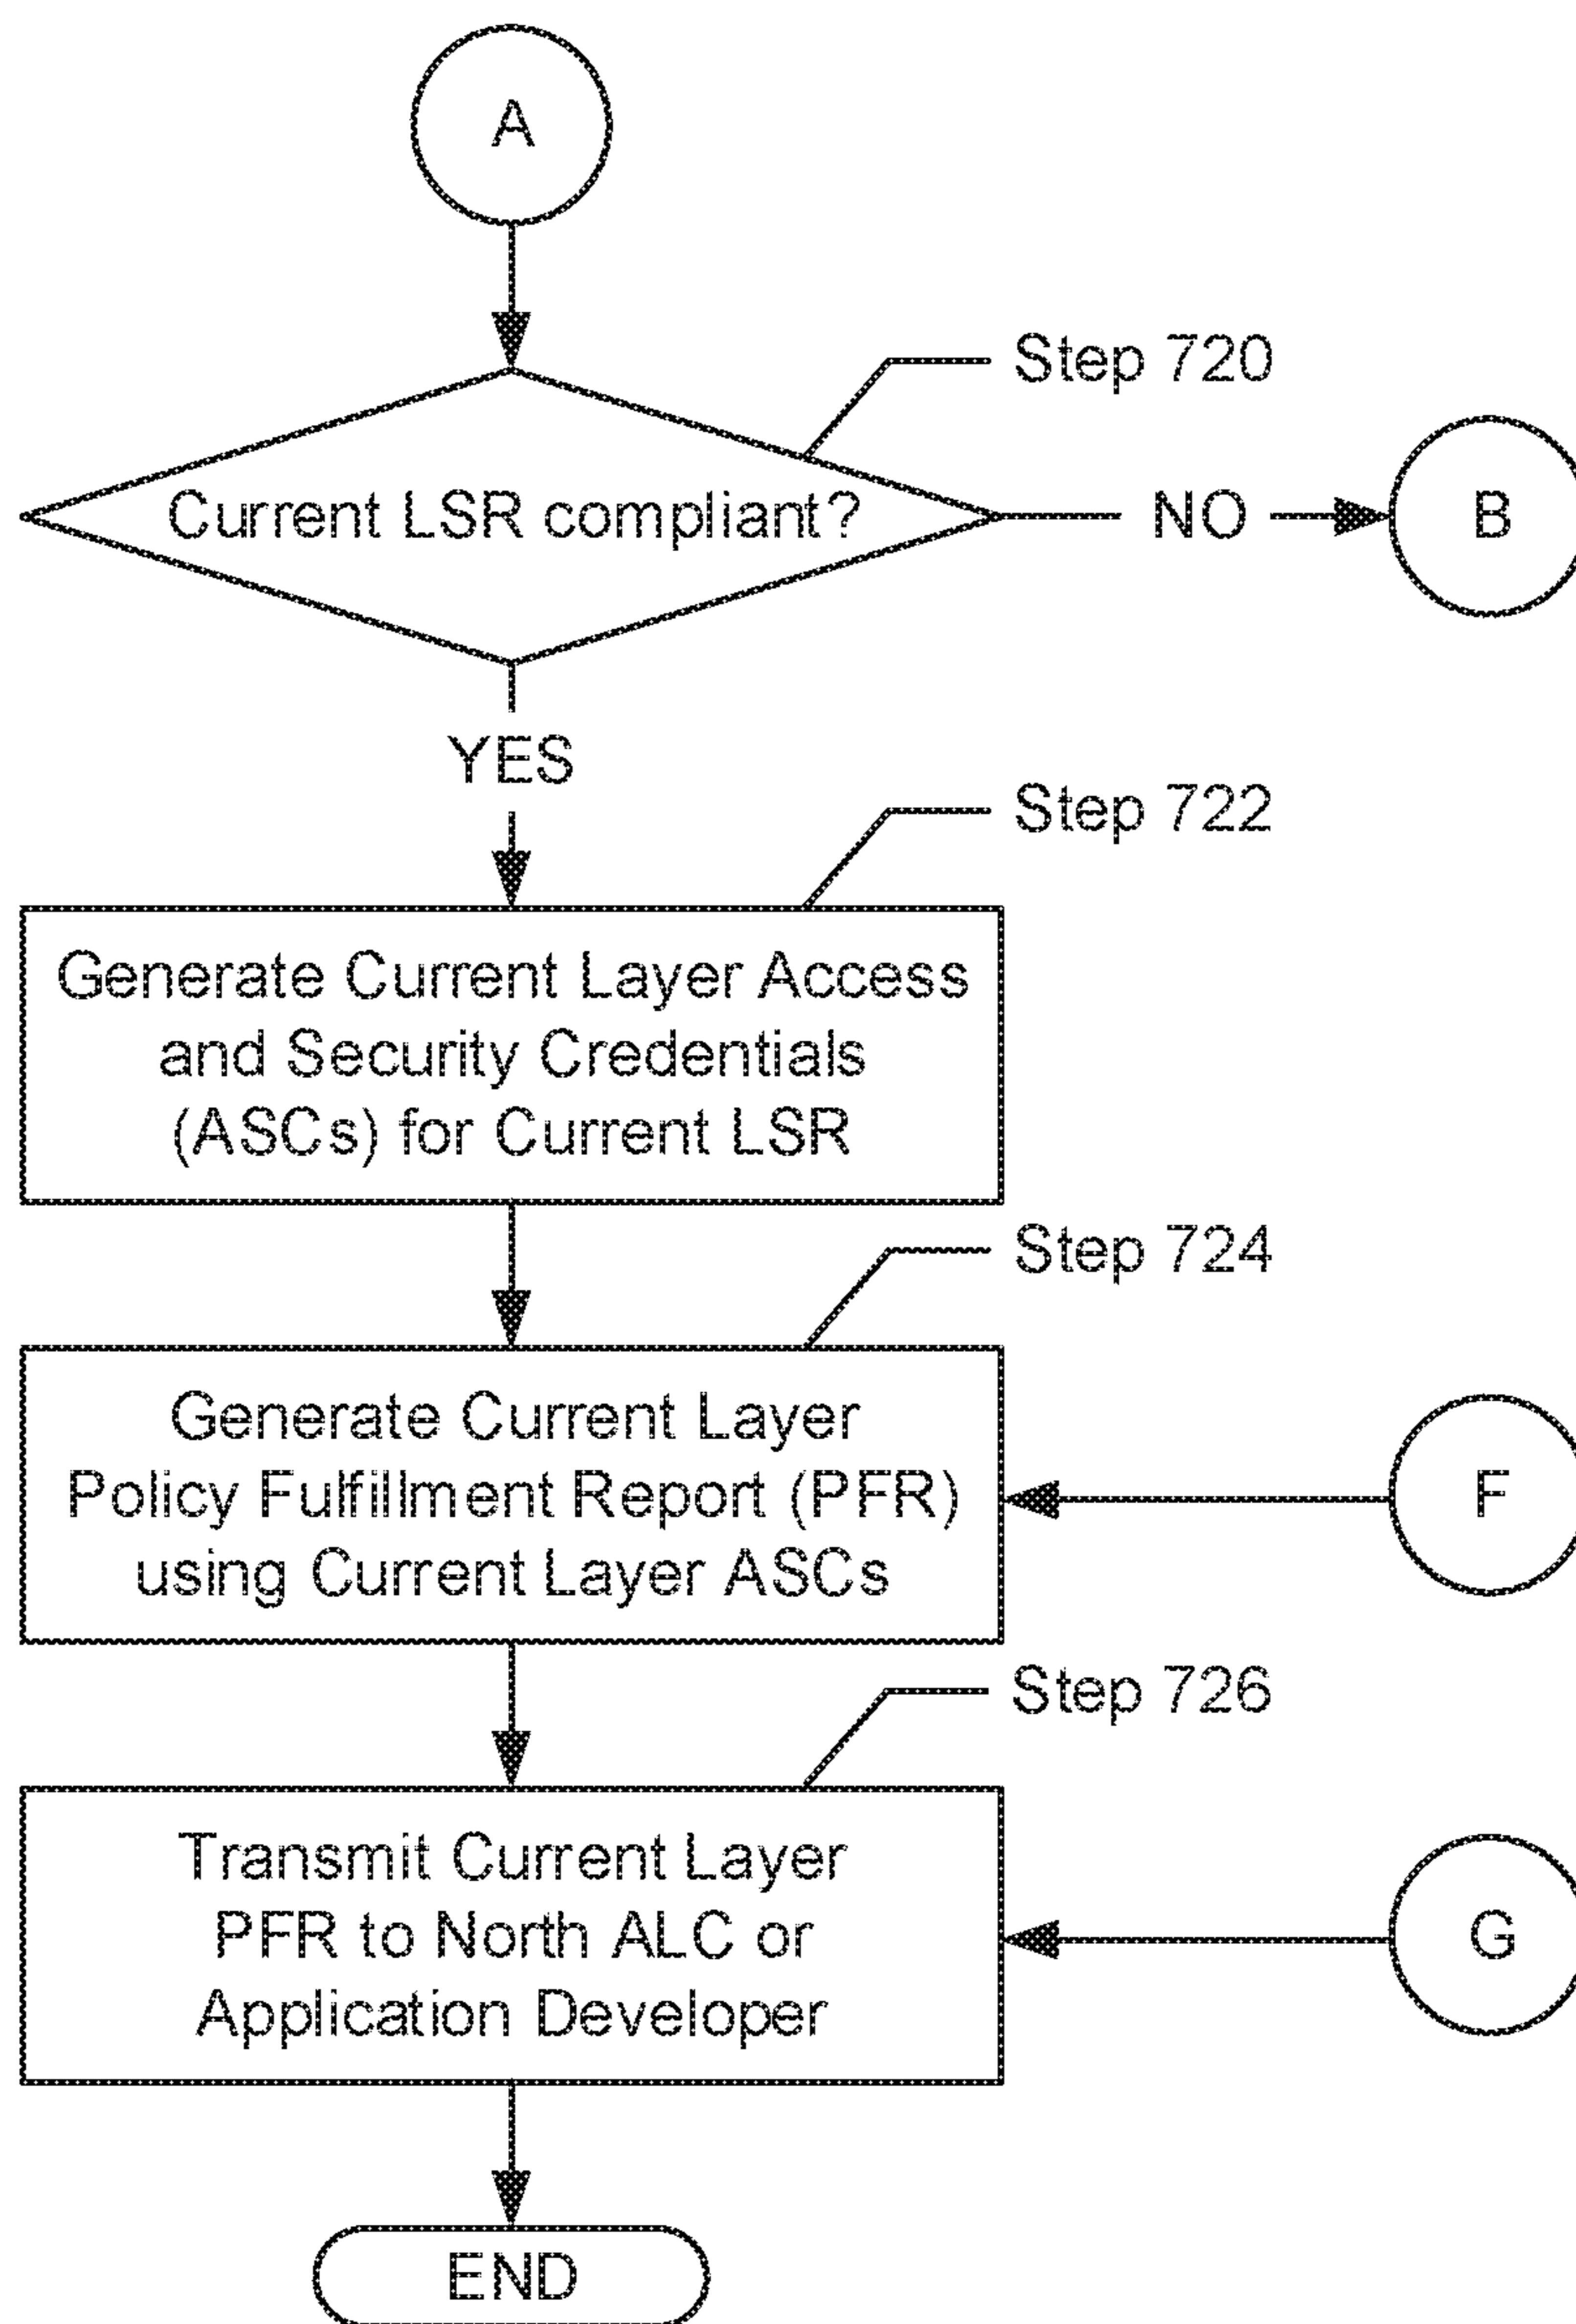 A
Step 720
Current LSR compliant?
NO
B
YES
Step 722
Generate Current Layer Access
and Security Credentials
(ASCs) for Current LSR
Step 724
Generate Current Layer
Policy Fulfillment Report (PFR)
using Current Layer ASCs
F
Step 726
Transmit Current Layer
PFR to North ALC or
Application Developer
G
END